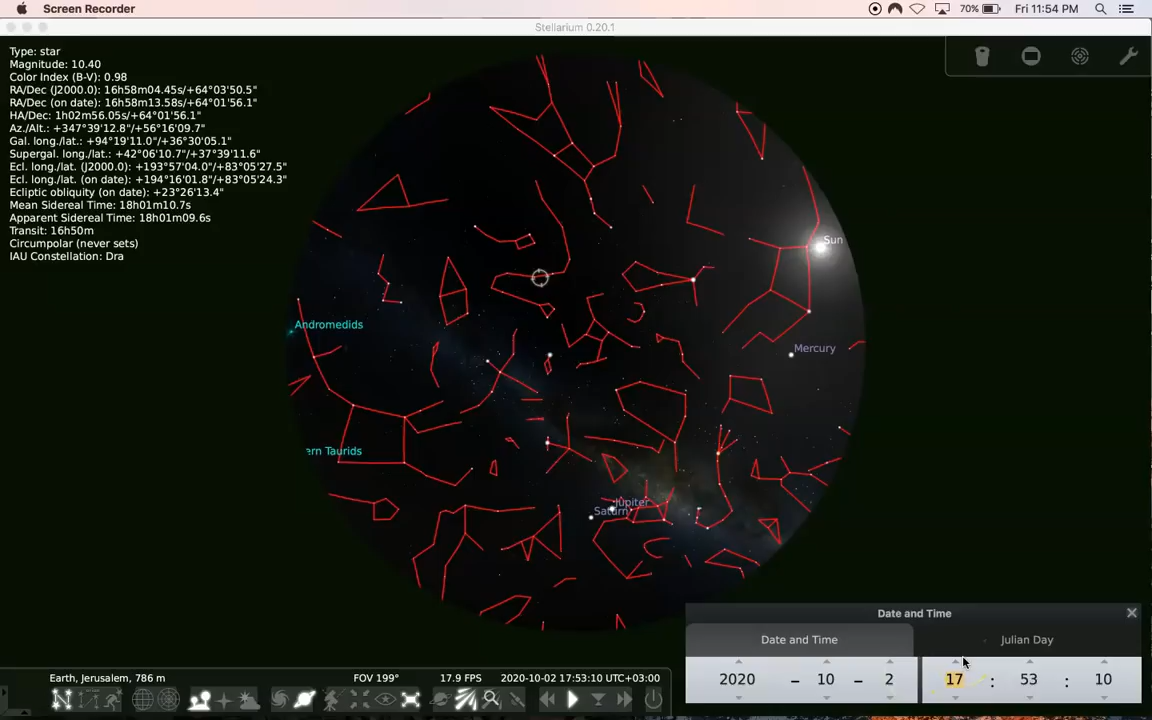 Screen Recorder
70%
Fri 11:54 PM
Stellarium 0.20.1
Type: star
Magnitude: 10.40
Color Index (B-V): 0.98
RA/Dec (J2000.0): 16h58m04.45s/+64°03'50.5"
RA/Dec (on date): 16h58m13.58s/+64°01'56.1"
HA/Dec: 1h02m56.05s/+64°01'56.1"
Az./Alt.: +347°39'12.8"/+56°16'09.7"
Gal. long./lat.: +94°19'11.0"/+36°30'05.1"
Supergal. long./lat.: +42°06'10.7"/+37°39'11.6"
Ecl. long./lat. (J2000.0): +193°57'04.0"/+83°05'27.5"
Ecl. long./lat. (on date): +194°16'01.8"/+83°05'24.3"
Ecliptic obliquity (on date): +23°26'13.4"
Mean Sidereal Time: 18h01m10.7s
Apparent Sidereal Time: 18h01m09.6s
Transit: 16h50m
Circumpolar (never sets)
IAU Constellation: Dra
Sun
Andromedids
Mercury
ern Taurids
Jupiter
Saturn
Date and Time
Date and Time
Julian Day
2020 – 10 – 2 17 : 53 : 10
Earth, Jerusalem, 786 m
FOV 199°
17.9 FPS
2020-10-02 17:53:10 UTC+03:00